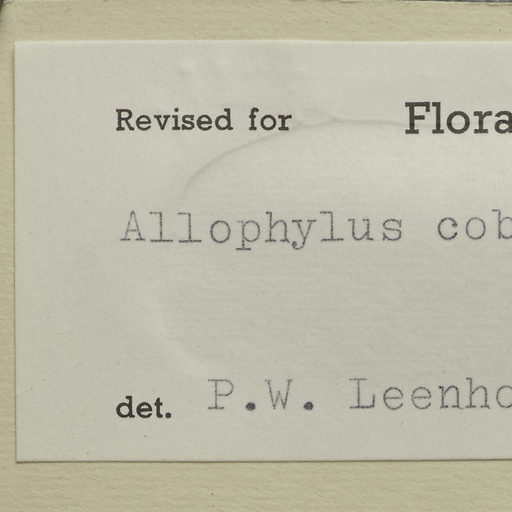 Revised for Flora
Allophylus cob
det. P.W. Leenho